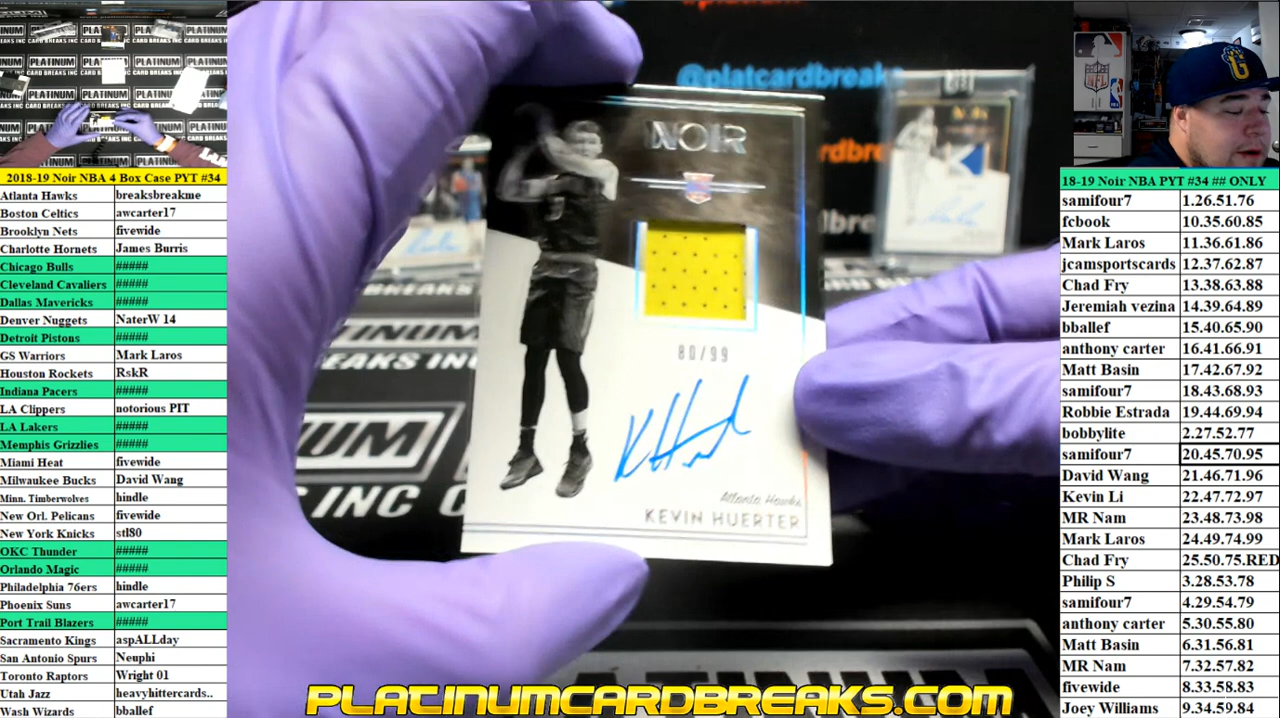 2018-19 Noir NBA 4 Box Case PYT #34
Atlanta Hawks breaksbreakme
Boston Celtics awcarter17
Brooklyn Nets fivewide
Charlotte Hornets James Burris
Chicago Bulls #####
Cleveland Cavaliers #####
Dallas Mavericks #####
Denver Nuggets NaterW 14
Detroit Pistons #####
GS Warriors Mark Laros
Houston Rockets RskR
Indiana Pacers #####
LA Clippers notorious PIT
LA Lakers #####
Memphis Grizzlies #####
Miami Heat fivewide
Milwaukee Bucks David Wang
Minn. Timberwolves hindle
New Orl. Pelicans fivewide
New York Knicks stl80
OKC Thunder #####
Orlando Magic #####
Philadelphia 76ers hindle
Phoenix Suns awcarter17
Port Trail Blazers #####
Sacramento Kings aspALLday
San Antonio Spurs Neuphi
Toronto Raptors Wright 01
Utah Jazz heavyhittercards..
Wash Wizards bballef
@platcardbreaks
NOIR
80/99
Atlanta Hawks
KEVIN HUERTER
PLATINUMCARDBREAKS.COM
18-19 Noir NBA PYT #34 ## ONLY
samifour7 1.26.51.76
fcbook 10.35.60.85
Mark Laros 11.36.61.86
jcamsportscards 12.37.62.87
Chad Fry 13.38.63.88
Jeremiah vezina 14.39.64.89
bballef 15.40.65.90
anthony carter 16.41.66.91
Matt Basin 17.42.67.92
samifour7 18.43.68.93
Robbie Estrada 19.44.69.94
bobbylite 2.27.52.77
samifour7 20.45.70.95
David Wang 21.46.71.96
Kevin Li 22.47.72.97
MR Nam 23.48.73.98
Mark Laros 24.49.74.99
Chad Fry 25.50.75.RED
Philip S 3.28.53.78
samifour7 4.29.54.79
anthony carter 5.30.55.80
Matt Basin 6.31.56.81
MR Nam 7.32.57.82
fivewide 8.33.58.83
Joey Williams 9.34.59.84